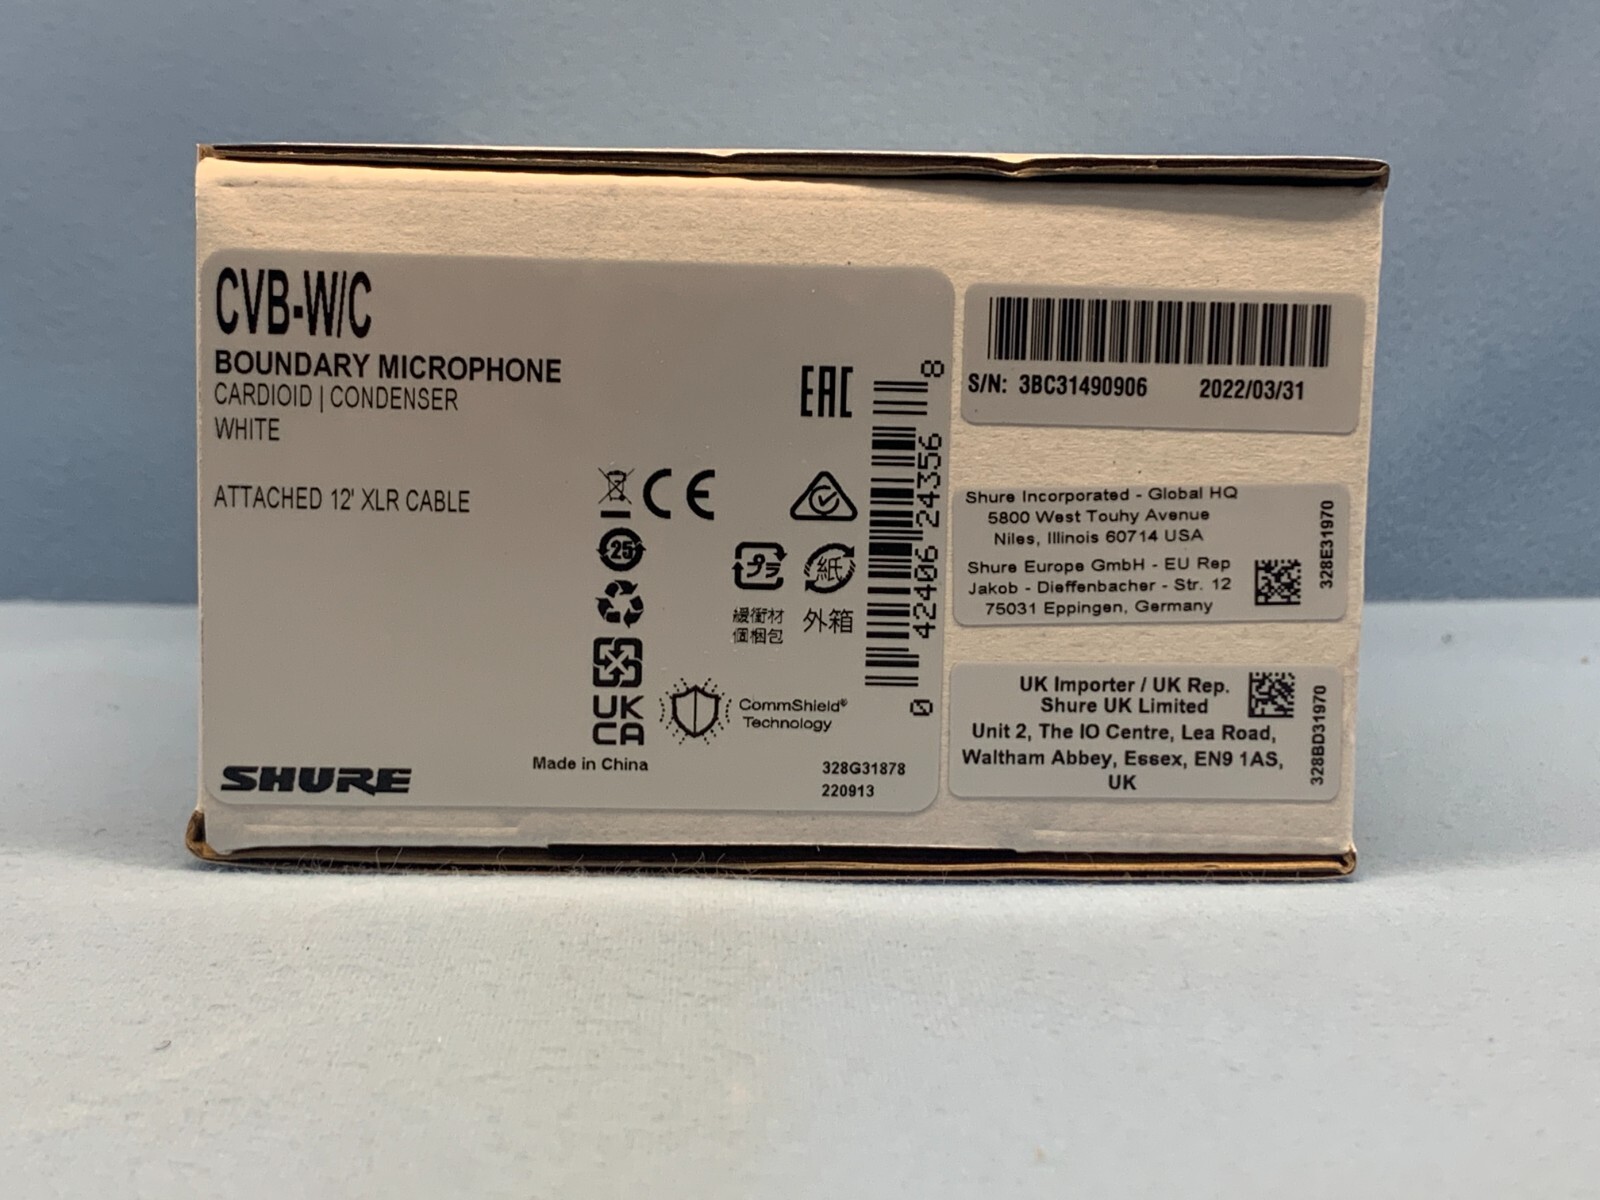 CVB-W/C
BOUNDARY MICROPHONE
CARDIOID | CONDENSER
WHITE
ATTACHED 12' XLR CABLE
EAC
CE
25
プラ
紙
緩衝材
個梱包
外箱
UK
CA
CommShield®
Technology
Made in China
SHURE
328G31878
220913
0 42406 24356 8
S/N: 3BC31490906 2022/03/31
Shure Incorporated - Global HQ
5800 West Touhy Avenue
Niles, Illinois 60714 USA
Shure Europe GmbH - EU Rep
Jakob - Dieffenbacher - Str. 12
75031 Eppingen, Germany
328E31970
UK Importer / UK Rep.
Shure UK Limited
Unit 2, The IO Centre, Lea Road,
Waltham Abbey, Essex, EN9 1AS,
UK
328BD31970